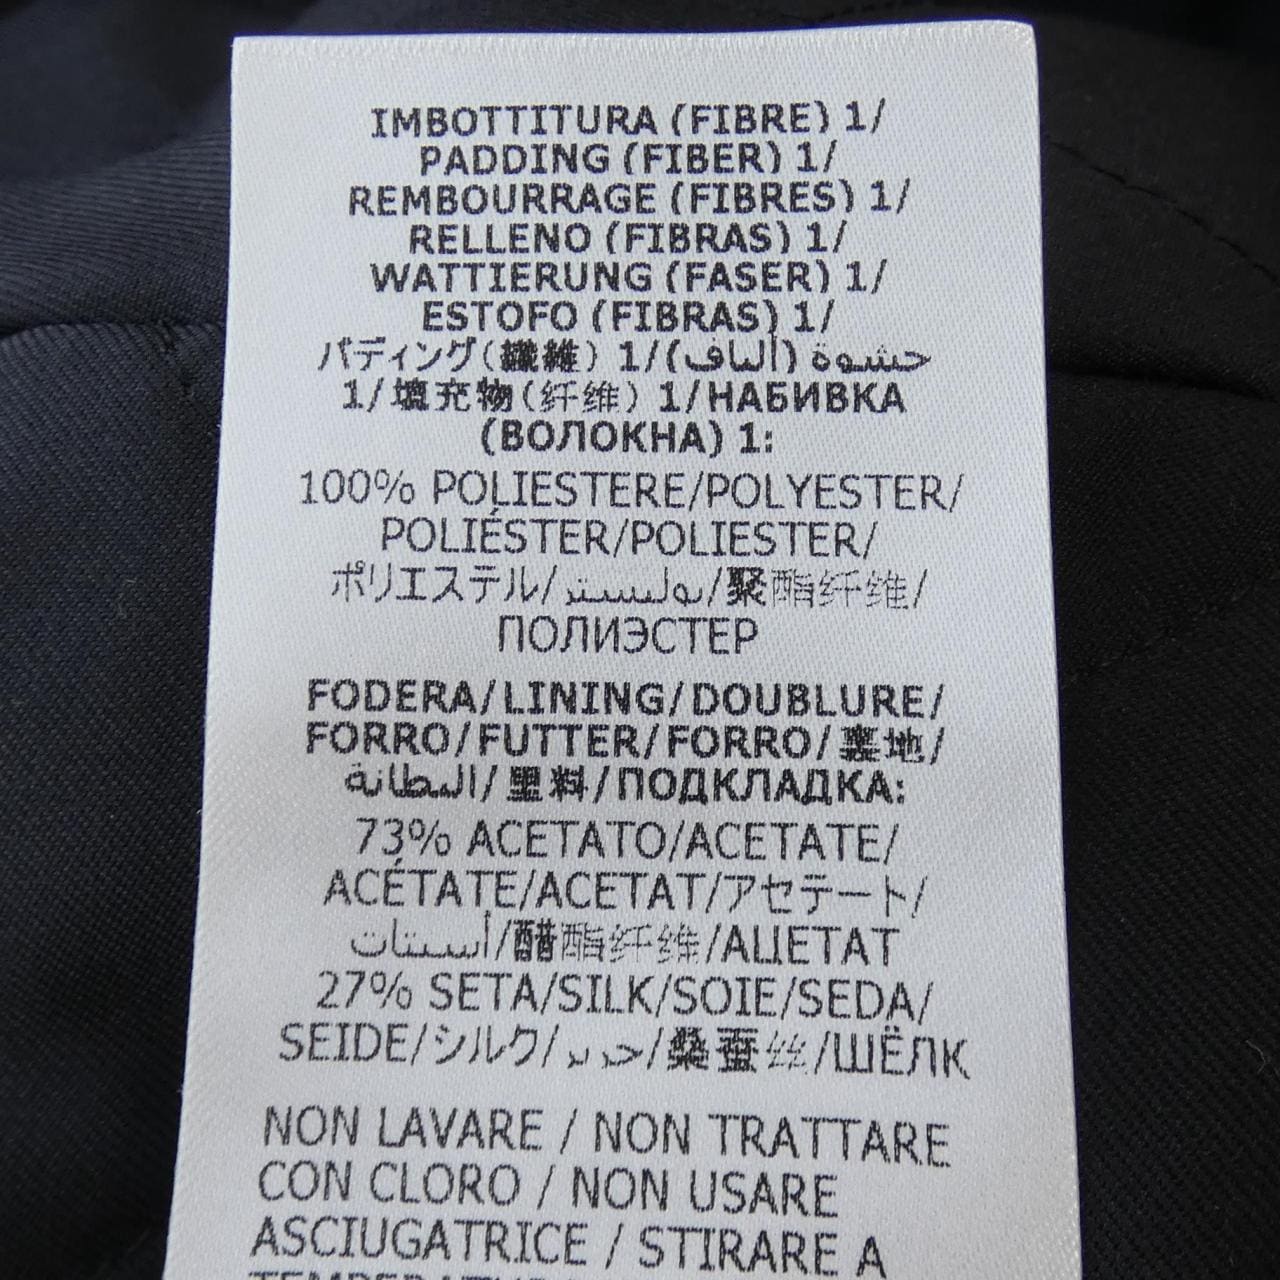 IMBOTTITURA (FIBRE) 1/
PADDING (FIBER) 1/
REMBOURRAGE (FIBRES) 1/
RELLENO (FIBRAS) 1/
WATTIERUNG (FASER) 1/
ESTOFO (FIBRAS) 1/
パディング(繊維) 1/حشوة (ألياف)
1/填充物(纤维) 1/НАБИВКА
(ВОЛОКНА) 1:
100% POLIESTERE/POLYESTER/
POLIÉSTER/POLIESTER/
ポリエステル/بوليستر/聚酯纤维/
ПОЛИЭСТЕР
FODERA/LINING/DOUBLURE/
FORRO/FUTTER/FORRO/裏地/
البطانة/里料/ПОДКЛАДКА:
73% ACETATO/ACETATE/
ACÉTATE/ACETAT/アセテート/
أسيتات/醋酯纤维/АЦЕТАТ
27% SETA/SILK/SOIE/SEDA/
SEIDE/シルク/حرير/桑蚕丝/ШЁЛК
NON LAVARE / NON TRATTARE
CON CLORO / NON USARE
ASCIUGATRICE / STIRARE A